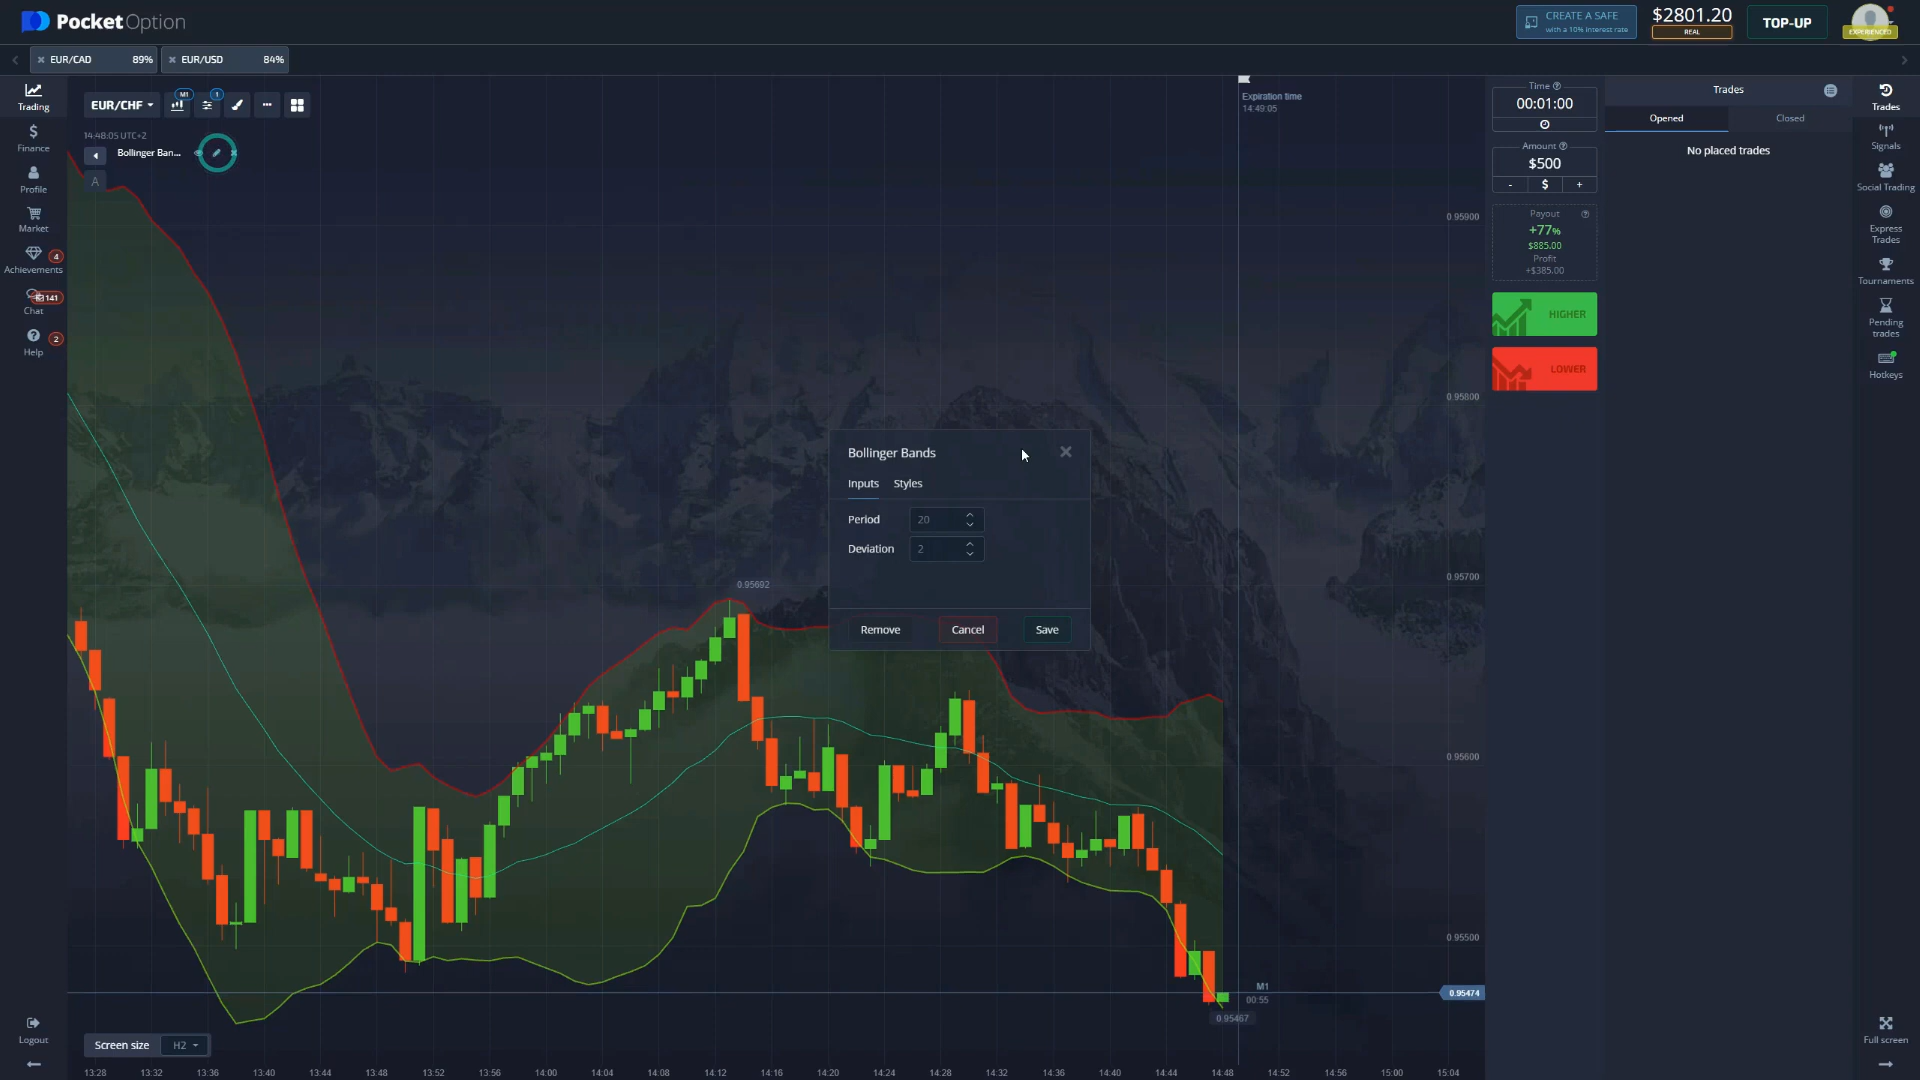 PocketOption
CREATE A SAFE
with a 10% interest rate
$2801.20
REAL
TOP-UP
EXPERIENCED
EUR/CAD 89%
EUR/USD 84%
Trading
Finance
Profile
Market
Achievements 4
Chat 141
Help 2
Logout
EUR/CHF
M1
1
14:48:05 UTC+2
Bollinger Ban...
A
Expiration time
14:49:05
0.95900
0.95800
0.95700
0.95600
0.95500
0.95474
0.95692
Bollinger Bands
Inputs Styles
Period 20
Deviation 2
Remove Cancel Save
M1
00:55
0.95467
Screen size H2
13:28 13:32 13:36 13:40 13:44 13:48 13:52 13:56 14:00 14:04 14:08 14:12 14:16 14:20 14:24 14:28 14:32 14:36 14:40 14:44 14:48 14:52 14:56 15:00 15:04
Time
00:01:00
Amount
$500
- $ +
Payout
+77%
$885.00
Profit
+$385.00
HIGHER
LOWER
Trades
Opened Closed
No placed trades
Trades
Signals
Social Trading
Express
Trades
Tournaments
Pending
trades
Hotkeys
Full screen